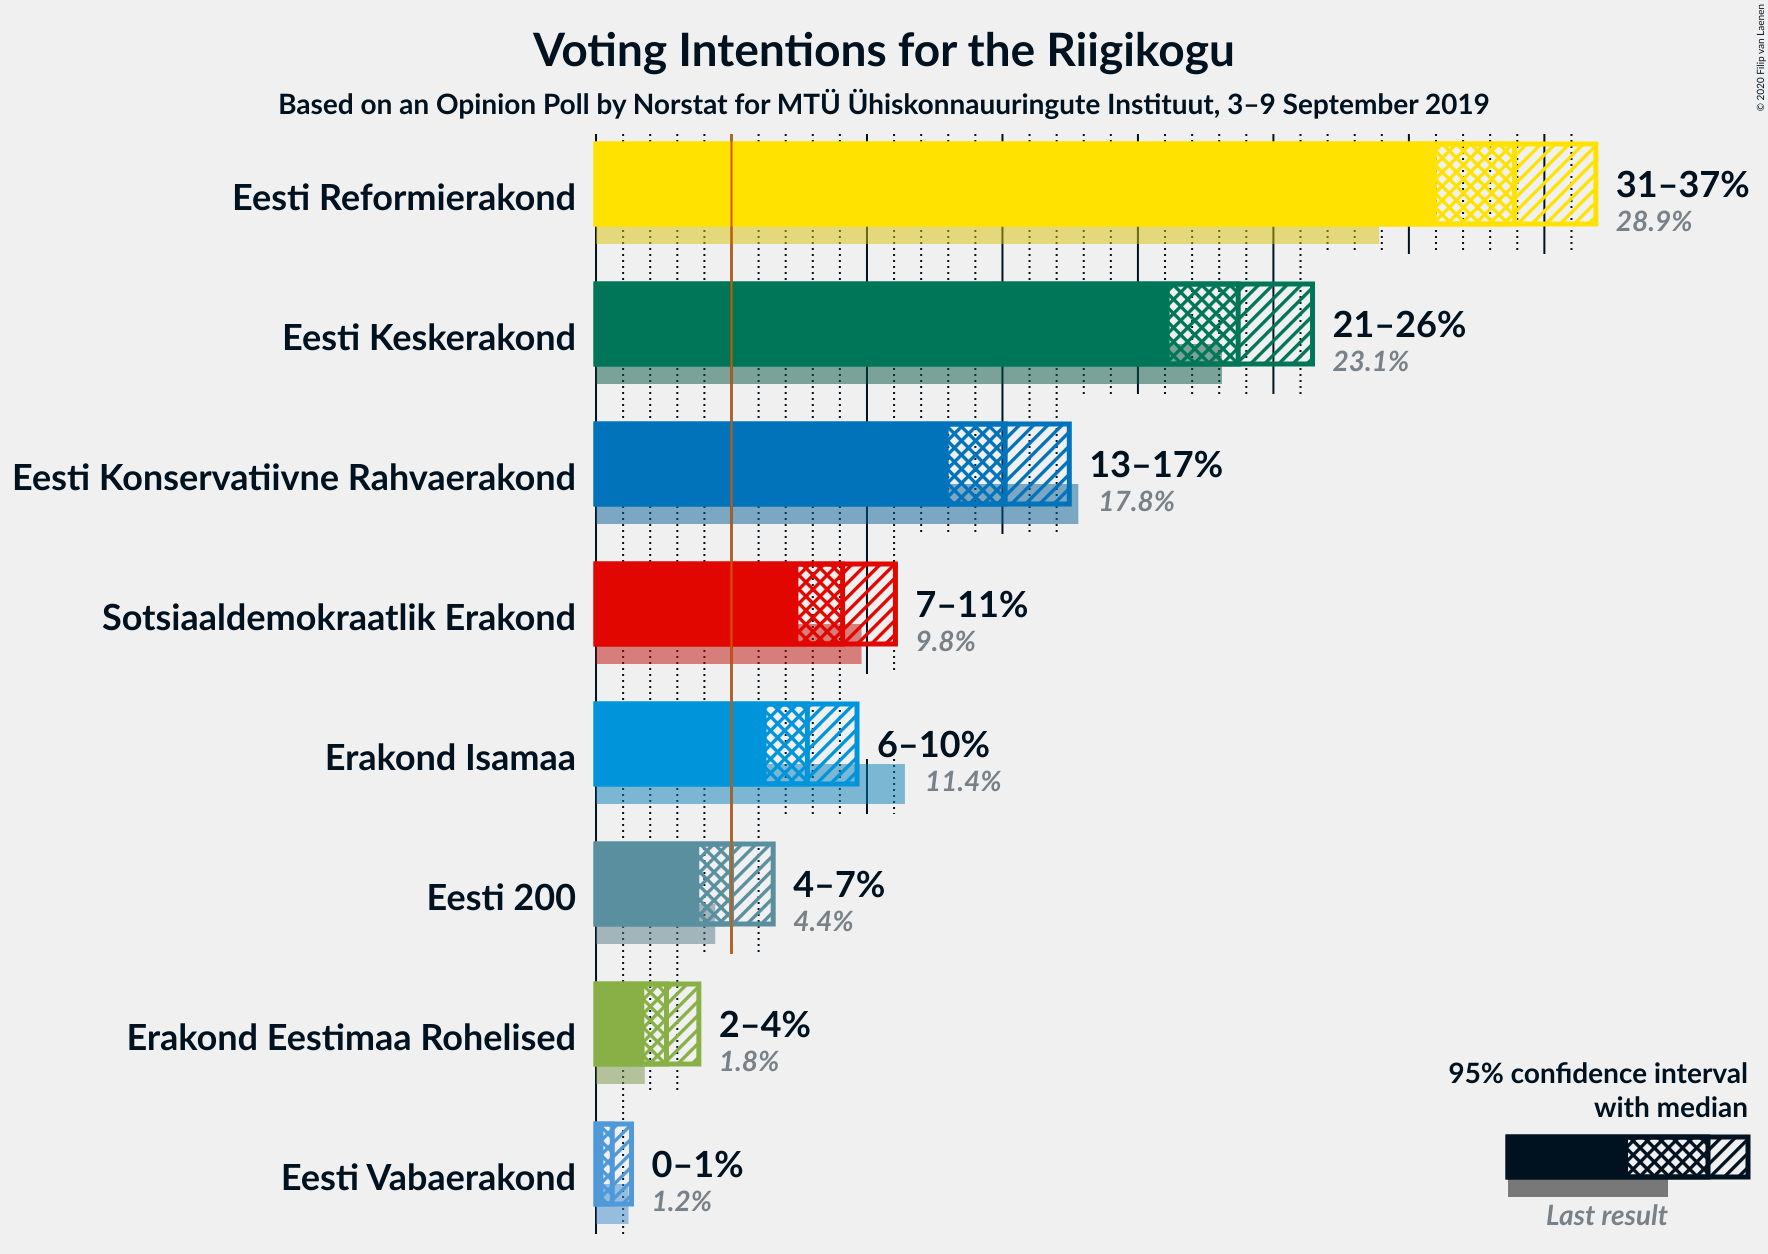 Voting Intentions for the Riigikogu
Based on an Opinion Poll by Norstat for MTÜ Ühiskonnauuringute Instituut, 3–9 September 2019
© 2020 Filip van Laenen
Eesti Reformierakond
31–37%
28.9%
Eesti Keskerakond
21–26%
23.1%
Eesti Konservatiivne Rahvaerakond
13–17%
17.8%
Sotsiaaldemokraatlik Erakond
7–11%
9.8%
Erakond Isamaa
6–10%
11.4%
Eesti 200
4–7%
4.4%
Erakond Eestimaa Rohelised
2–4%
1.8%
Eesti Vabaerakond
0–1%
1.2%
95% confidence interval
with median
Last result